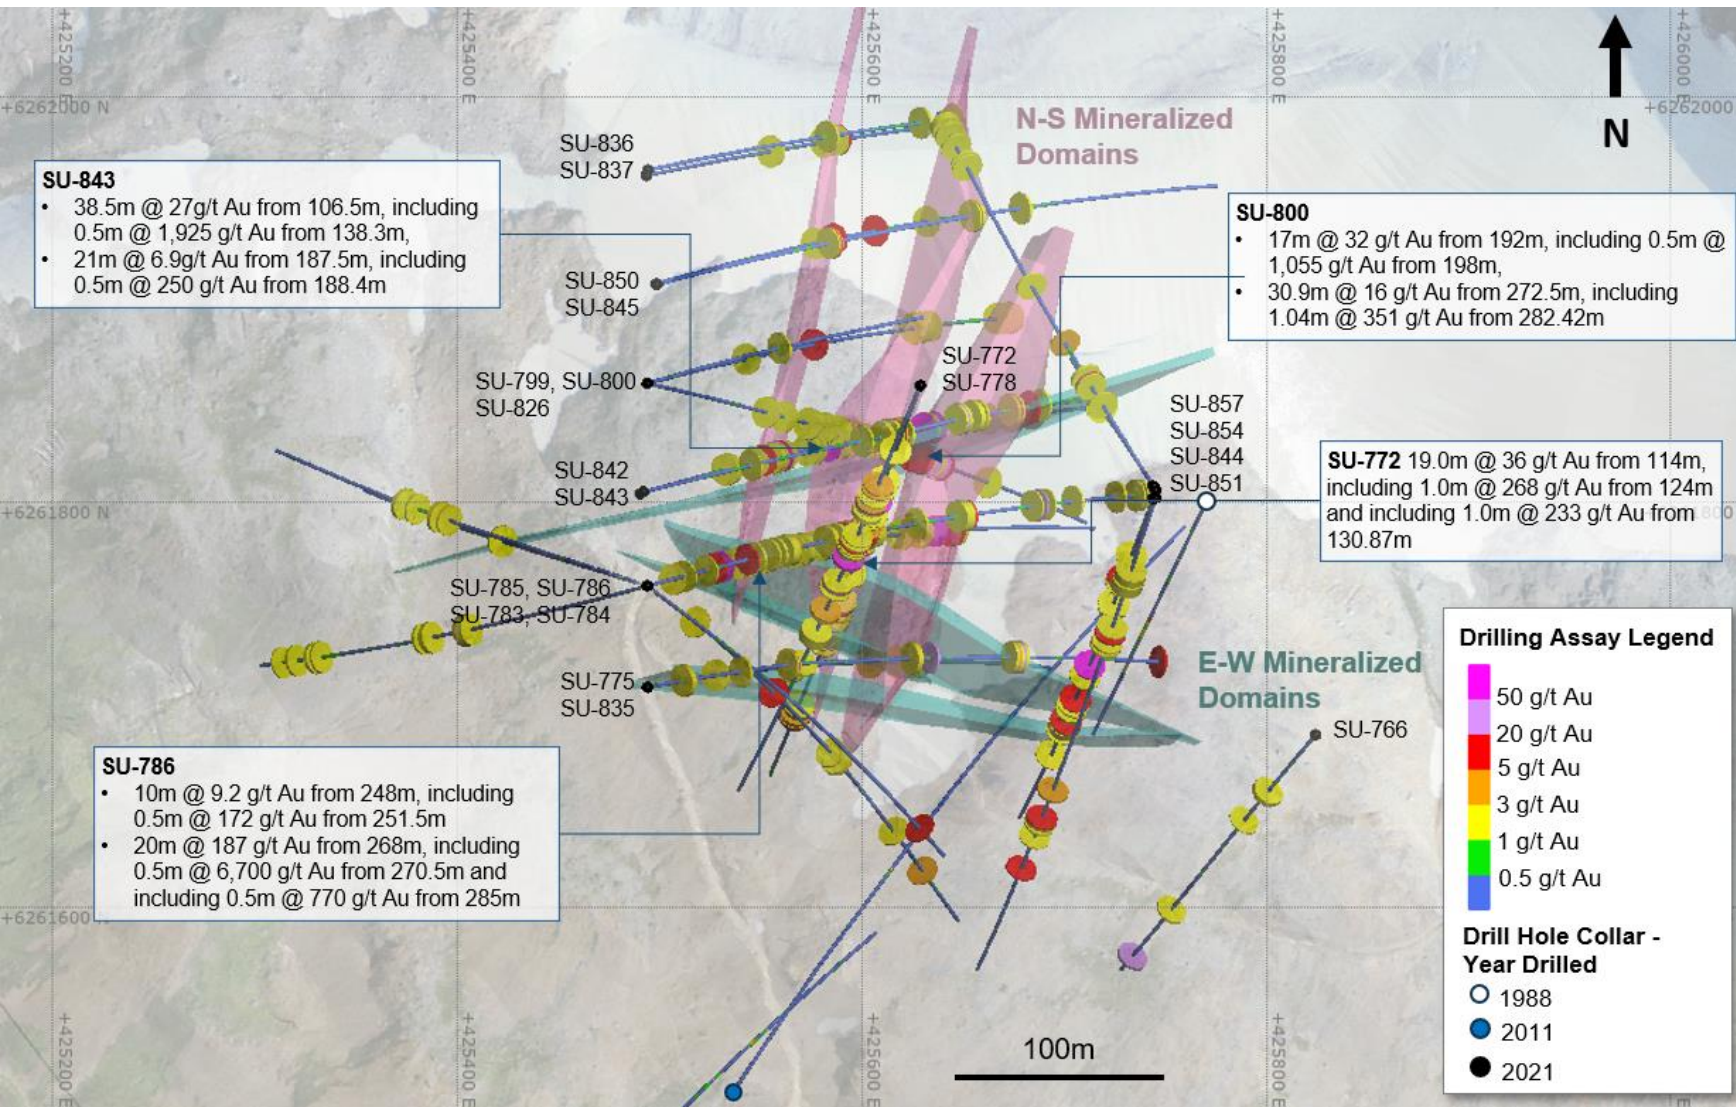 +425200 E
+425400 E
+425600 E
+425800 E
+426000 E
+6262000 N
+6262000
N
N-S Mineralized
Domains
SU-836
SU-837
SU-843
• 38.5m @ 27g/t Au from 106.5m, including
0.5m @ 1,925 g/t Au from 138.3m,
• 21m @ 6.9g/t Au from 187.5m, including
0.5m @ 250 g/t Au from 188.4m
SU-800
• 17m @ 32 g/t Au from 192m, including 0.5m @
1,055 g/t Au from 198m,
• 30.9m @ 16 g/t Au from 272.5m, including
1.04m @ 351 g/t Au from 282.42m
SU-850
SU-845
SU-772
SU-778
SU-799, SU-800
SU-826
SU-857
SU-854
SU-844
SU-851
SU-842
SU-843
SU-772 19.0m @ 36 g/t Au from 114m,
including 1.0m @ 268 g/t Au from 124m
and including 1.0m @ 233 g/t Au from
130.87m
+6261800 N
SU-785, SU-786
SU-783, SU-784
SU-775
SU-835
E-W Mineralized
Domains
SU-766
SU-786
• 10m @ 9.2 g/t Au from 248m, including
0.5m @ 172 g/t Au from 251.5m
• 20m @ 187 g/t Au from 268m, including
0.5m @ 6,700 g/t Au from 270.5m and
including 0.5m @ 770 g/t Au from 285m
+6261600 N
Drilling Assay Legend
50 g/t Au
20 g/t Au
5 g/t Au
3 g/t Au
1 g/t Au
0.5 g/t Au
Drill Hole Collar -
Year Drilled
1988
2011
2021
100m
+425200 E
+425400 E
+425600 E
+425800 E